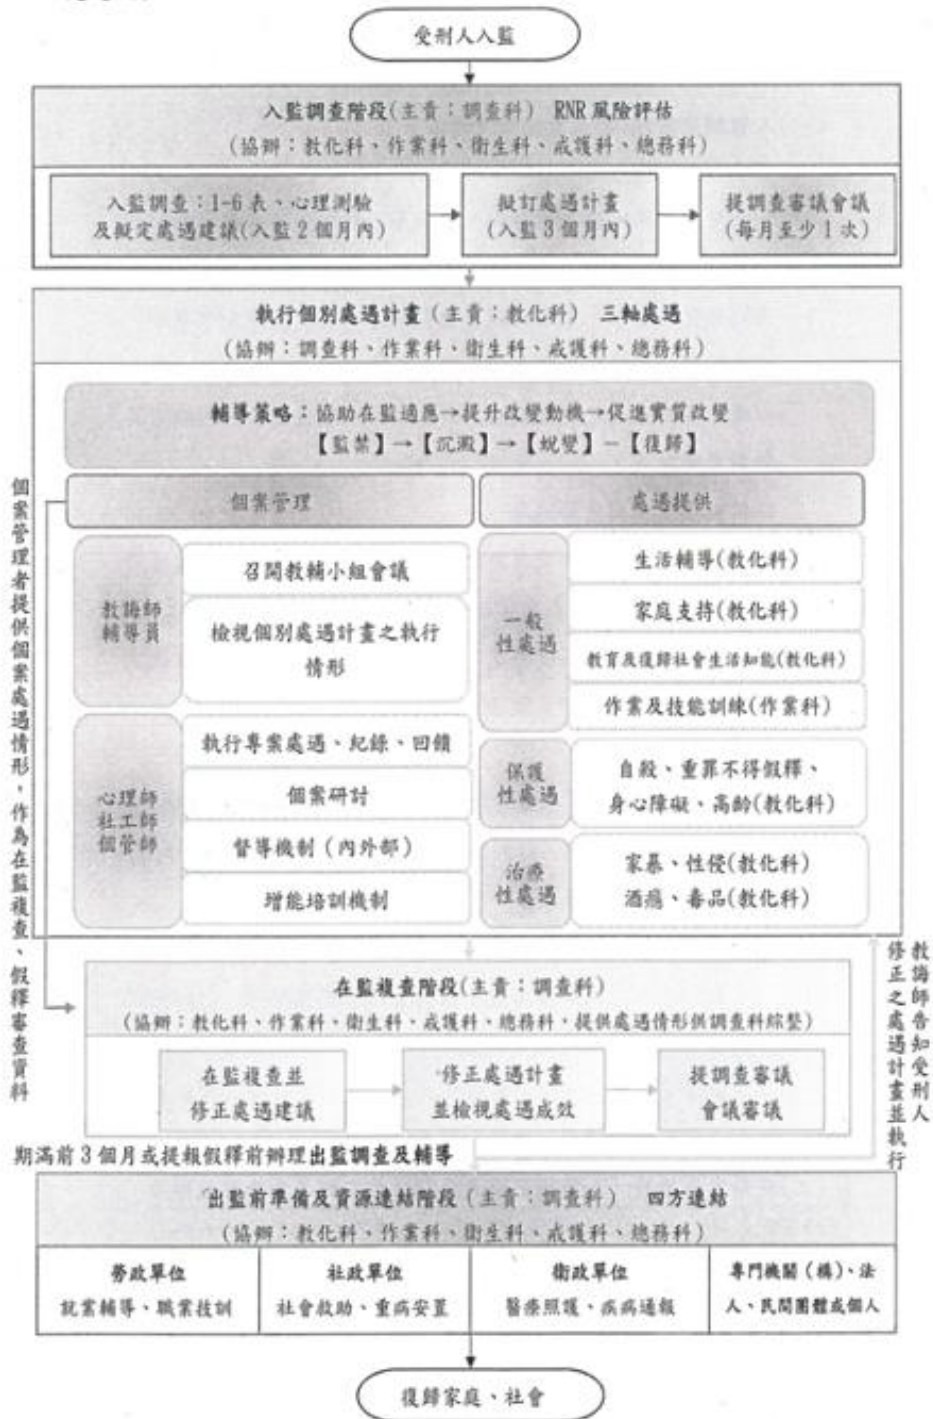 受刑人入監
入監調查階段(主責：調查科) RNR 風險評估
(協辦：教化科、作業科、衛生科、戒護科、總務科)
入監調查：1-6 表、心理測驗
及擬定處遇建議(入監 2 個月內)
擬訂處遇計畫
(入監 3 個月內)
提調查審議會議
(每月至少 1 次)
執行個別處遇計畫 (主責：教化科) 三軸處遇
(協辦：調查科、作業科、衛生科、戒護科、總務科)
輔導策略：協助在監適應→提升改變動機→促進實質改變
【監禁】→【沉澱】→【蛻變】－【復歸】
個案管理
處遇提供
教誨師
輔導員
召開教輔小組會議
檢視個別處遇計畫之執行
情形
心理師
社工師
個管師
執行專案處遇、紀錄、回饋
個案研討
督導機制 (內外部)
增能培訓機制
一般
性處遇
生活輔導(教化科)
家庭支持(教化科)
教育及復歸社會生活知能(教化科)
作業及技能訓練(作業科)
保護
性處遇
自殺、重罪不得假釋、
身心障礙、高齡(教化科)
治療
性處遇
家暴、性侵(教化科)
酒癮、毒品(教化科)
個案管理者提供個案處遇情形，作為在監複查、假釋審查資料
在監複查階段(主責：調查科)
(協辦：教化科、作業科、衛生科、戒護科、總務科，提供處遇情形供調查科綜整)
在監複查並
修正處遇建議
修正處遇計畫
並檢視處遇成效
提調查審議
會議審議
教誨師告知受刑人
修正之處遇計畫並執行
期滿前 3 個月或提報假釋前辦理出監調查及輔導
出監前準備及資源連結階段 (主責：調查科) 四方連結
(協辦：教化科、作業科、衛生科、戒護科、總務科)
勞政單位
就業輔導、職業技訓
社政單位
社會救助、重病安置
衛政單位
醫療照護、疾病通報
專門機關 (構)、法
人、民間團體或個人
復歸家庭、社會